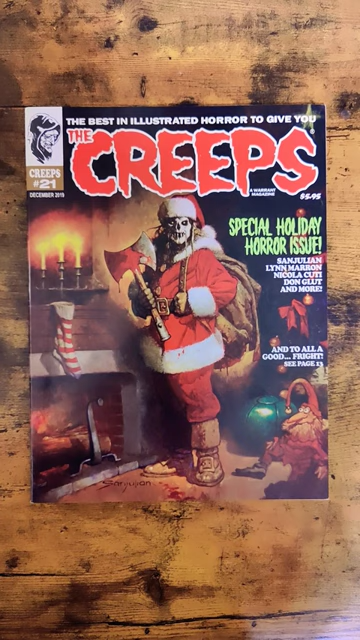 THE BEST IN ILLUSTRATED HORROR TO GIVE YOU
THE
CREEPS
®
CREEPS
#21
DECEMBER 2019
A WARRANT
MAGAZINE
$5.95
SPECIAL HOLIDAY
HORROR ISSUE!
SANJULIAN
LYNN MARRON
NICOLA CUTI
DON GLUT
AND MORE!
AND TO ALL A
GOOD... FRIGHT!
SEE PAGE 13
Sanjulian